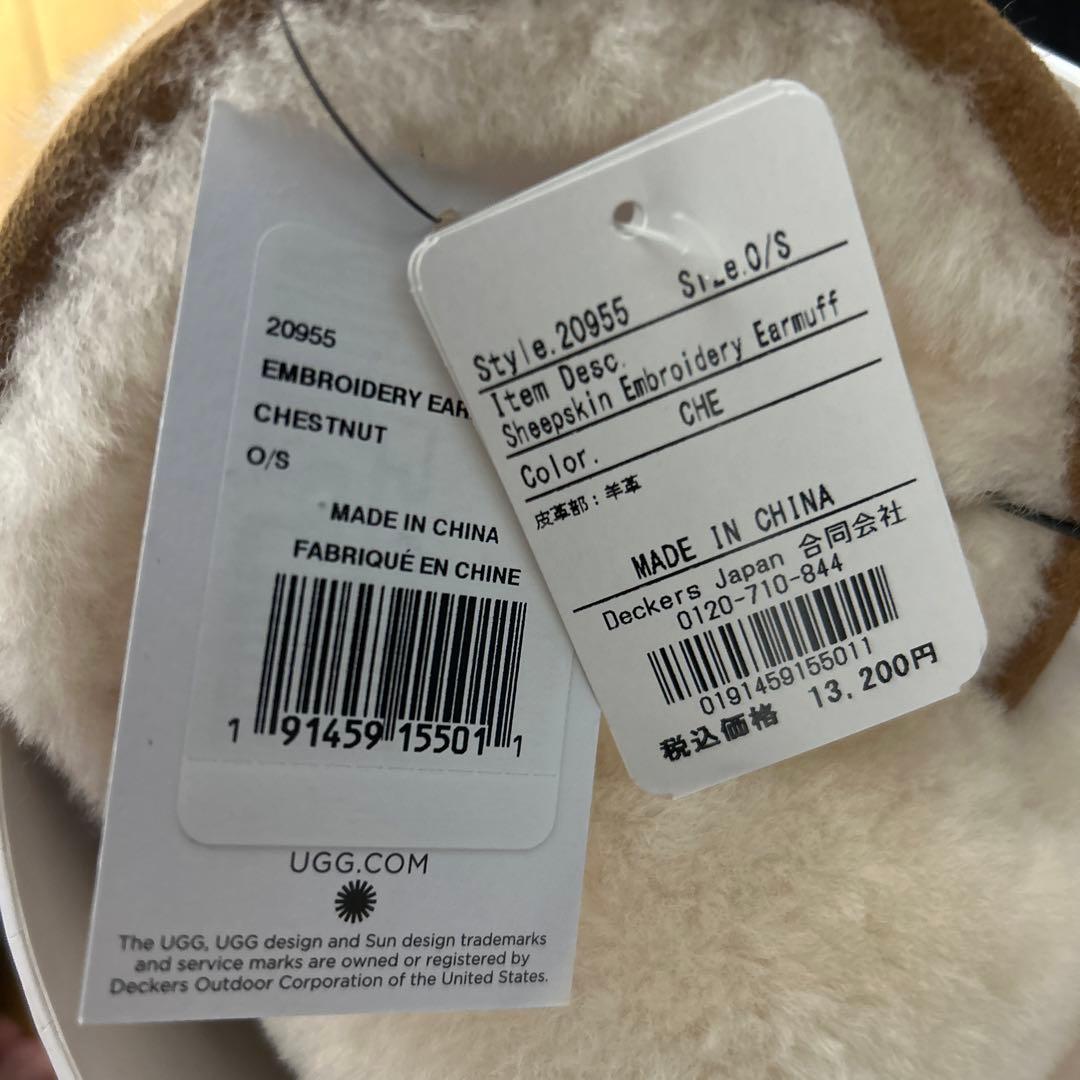 20955
EMBROIDERY EAR
CHESTNUT
O/S
MADE IN CHINA
FABRIQUÉ EN CHINE
1 91459 15501 1
UGG.COM
The UGG, UGG design and Sun design trademarks
and service marks are owned or registered by
Deckers Outdoor Corporation of the United States.
Style.20955 Size.O/S
Item Desc.
Sheepskin Embroidery Earmuff
Color. CHE
皮革部：羊革
MADE IN CHINA
Deckers Japan 合同会社
0120-710-844
0191459155011
税込価格 13,200円